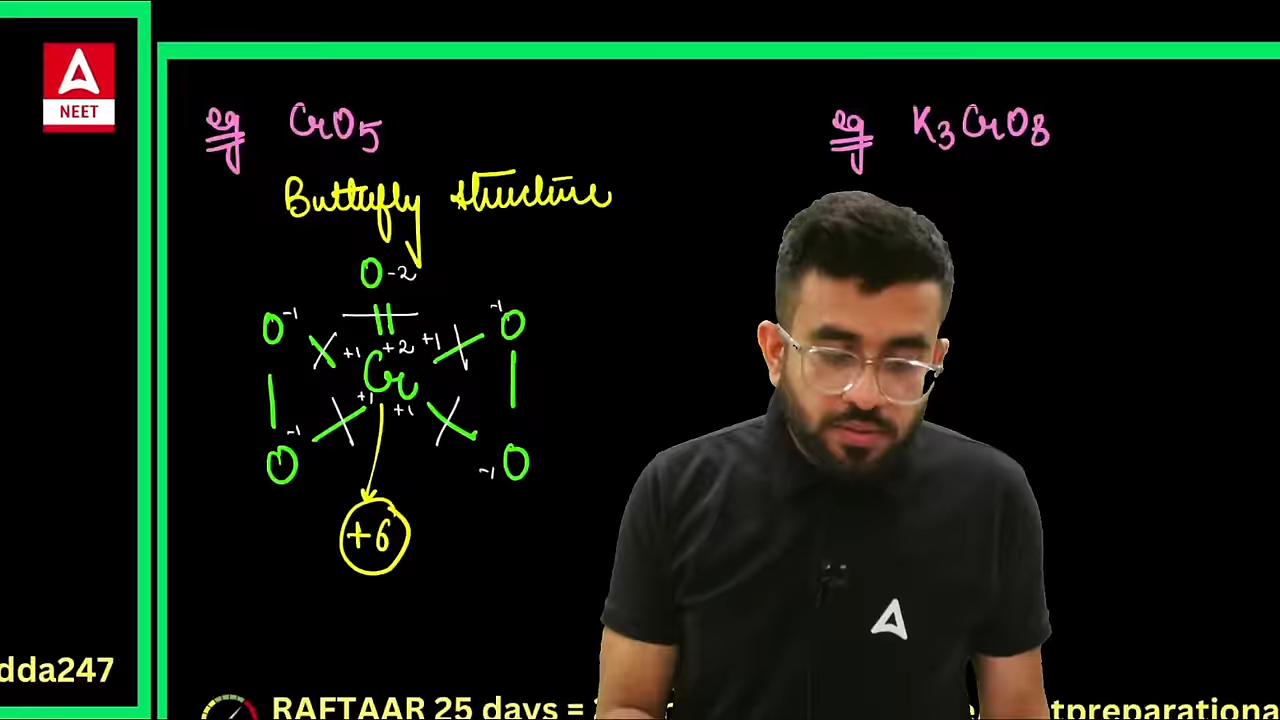 NEET
eg CrO5
eg K3CrO8
Butterfly structure
O -2
O -1
-1 O
+1 +2 +1
Cr
+1 +1
-1
O
-1 O
+6
dda247
RAFTAAR 25 days =
tpreparationa